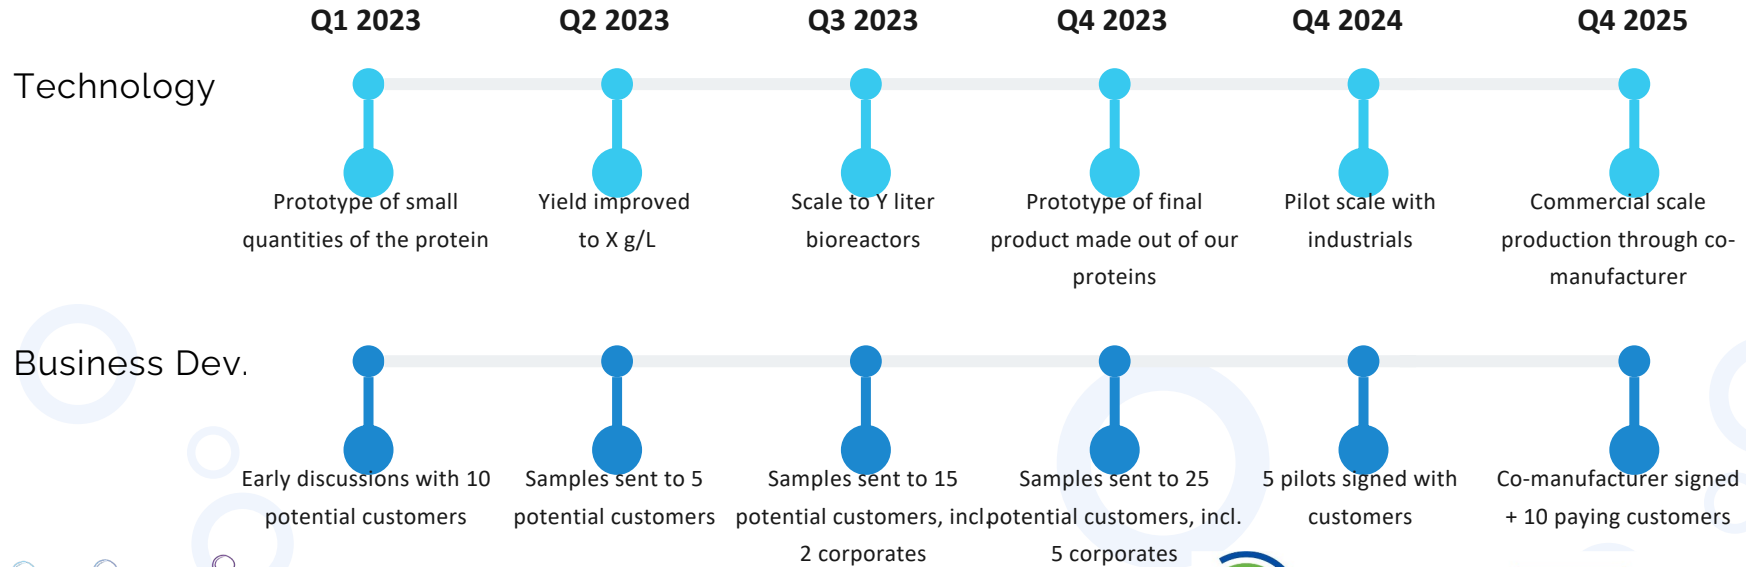 Q1 2023 Q2 2023 Q3 2023 Q4 2023 Q4 2024 Q4 2025
Technology
Prototype of small
quantities of the protein
Yield improved
to X g/L
Scale to Y liter
bioreactors
Prototype of final
product made out of our
proteins
Pilot scale with
industrials
Commercial scale
production through co-
manufacturer
Business Dev.
Early discussions with 10
potential customers
Samples sent to 5
potential customers
Samples sent to 15
potential customers, incl.
2 corporates
Samples sent to 25
potential customers, incl.
5 corporates
5 pilots signed with
customers
Co-manufacturer signed
+ 10 paying customers